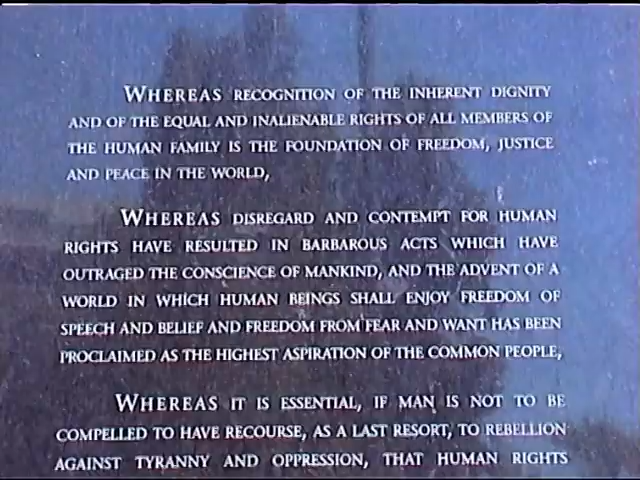 WHEREAS RECOGNITION OF THE INHERENT DIGNITY
AND OF THE EQUAL AND INALIENABLE RIGHTS OF ALL MEMBERS OF
THE HUMAN FAMILY IS THE FOUNDATION OF FREEDOM, JUSTICE
AND PEACE IN THE WORLD,
WHEREAS DISREGARD AND CONTEMPT FOR HUMAN
RIGHTS HAVE RESULTED IN BARBAROUS ACTS WHICH HAVE
OUTRAGED THE CONSCIENCE OF MANKIND, AND THE ADVENT OF A
WORLD IN WHICH HUMAN BEINGS SHALL ENJOY FREEDOM OF
SPEECH AND BELIEF AND FREEDOM FROM FEAR AND WANT HAS BEEN
PROCLAIMED AS THE HIGHEST ASPIRATION OF THE COMMON PEOPLE,
WHEREAS IT IS ESSENTIAL, IF MAN IS NOT TO BE
COMPELLED TO HAVE RECOURSE, AS A LAST RESORT, TO REBELLION
AGAINST TYRANNY AND OPPRESSION, THAT HUMAN RIGHTS